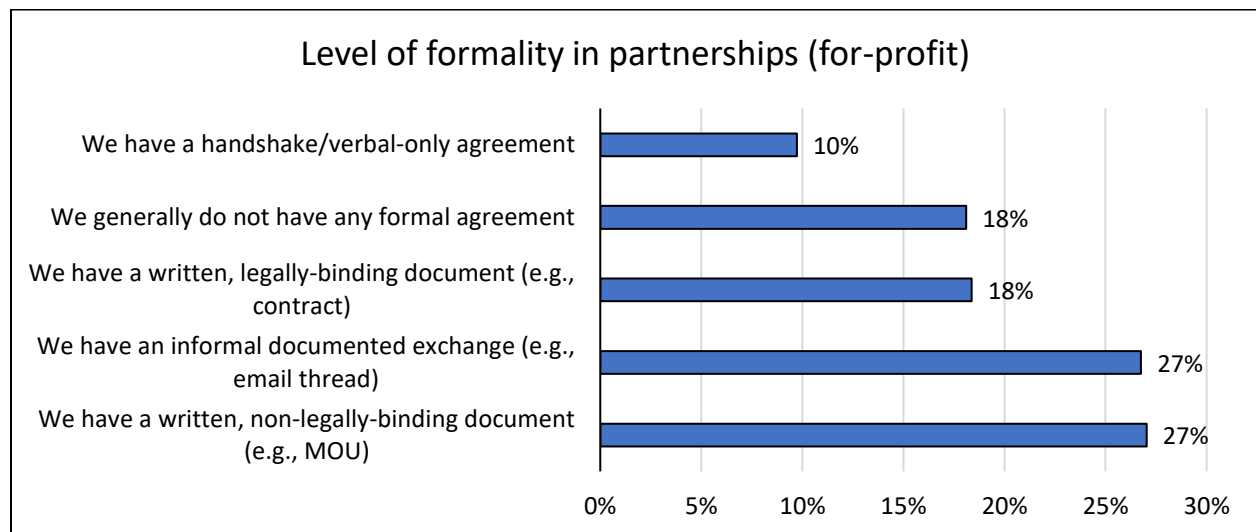 Level of formality in partnerships (for-profit)
We have a handshake/verbal-only agreement
10%
We generally do not have any formal agreement
18%
We have a written, legally-binding document (e.g.,
contract)
18%
We have an informal documented exchange (e.g.,
email thread)
27%
We have a written, non-legally-binding document
(e.g., MOU)
27%
0% 5% 10% 15% 20% 25% 30%